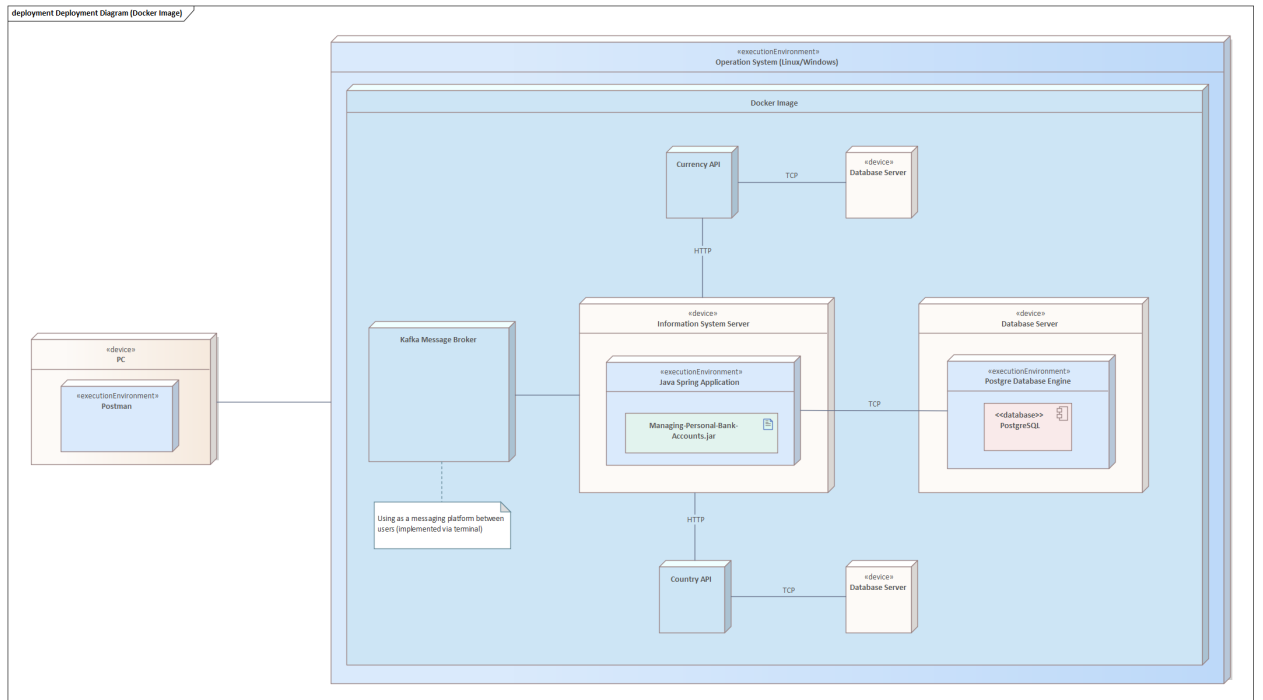 deployment Deployment Diagram (Docker Image)
«executionEnvironment»
Operation System (Linux/Windows)
Docker Image
Currency API
TCP
«device»
Database Server
HTTP
«device»
PC
«executionEnvironment»
Postman
Kafka Message Broker
Using as a messaging platform between
users (implemented via terminal)
«device»
Information System Server
«executionEnvironment»
Java Spring Application
Managing-Personal-Bank-
Accounts.jar
TCP
«device»
Database Server
«executionEnvironment»
Postgre Database Engine
<<database>>
PostgreSQL
HTTP
Country API
TCP
«device»
Database Server